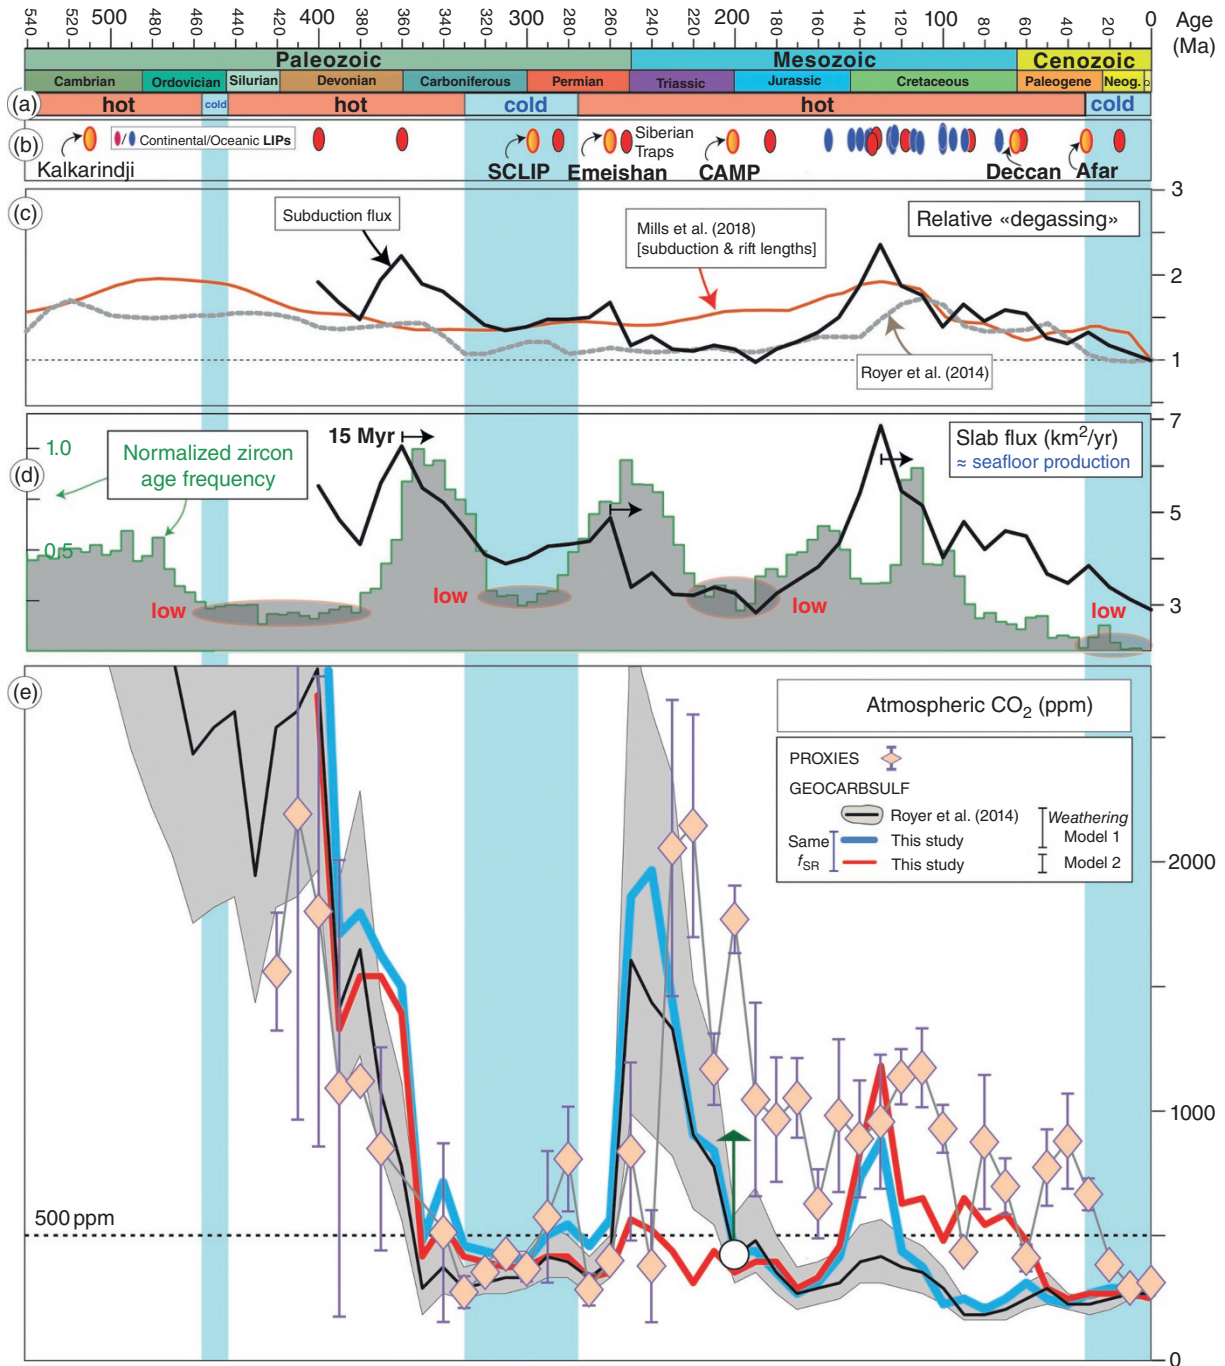 540 520 500 480 460 440 420 400 380 360 340 320 300 280 260 240 220 200 180 160 140 120 100 80 60 40 20 0 Age
(Ma)
Paleozoic Mesozoic Cenozoic
Cambrian Ordovician Silurian Devonian Carboniferous Permian Triassic Jurassic Cretaceous Paleogene Neog. Q
(a) hot cold hot cold hot cold
(b) / Continental/Oceanic LIPs
Siberian
Traps
Kalkarindji SCLIP Emeishan CAMP Deccan Afar
(c)
Subduction flux
Mills et al. (2018)
[subduction & rift lengths]
Relative «degassing»
Royer et al. (2014)
3
2
1
(d)
1.0
0.5
Normalized zircon
age frequency
15 Myr
Slab flux (km²/yr)
≈ seafloor production
low low low low
7
5
3
(e)
Atmospheric CO₂ (ppm)
PROXIES
GEOCARBSULF
Royer et al. (2014)
Same
fSR
This study
This study
Weathering
Model 1
Model 2
500 ppm
2000
1000
0